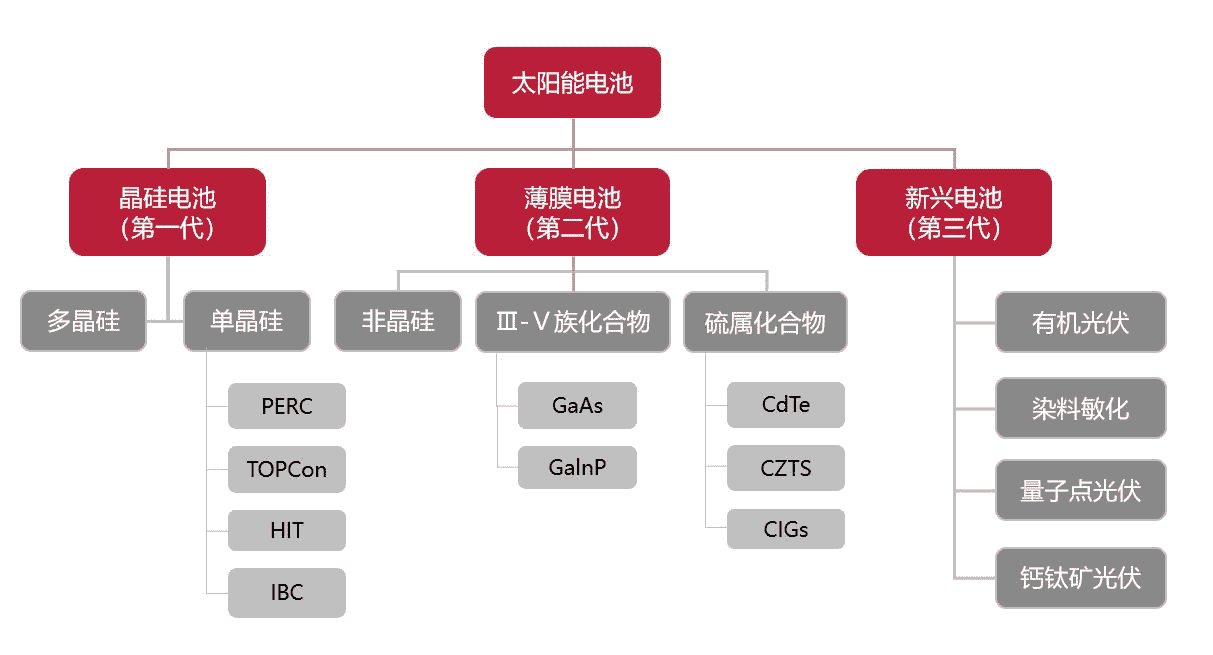 太阳能电池
晶硅电池
（第一代）
薄膜电池
（第二代）
新兴电池
（第三代）
多晶硅
单晶硅
非晶硅
Ⅲ-Ⅴ族化合物
硫属化合物
有机光伏
PERC
GaAs
CdTe
染料敏化
TOPCon
GaInP
CZTS
量子点光伏
HIT
CIGs
IBC
钙钛矿光伏